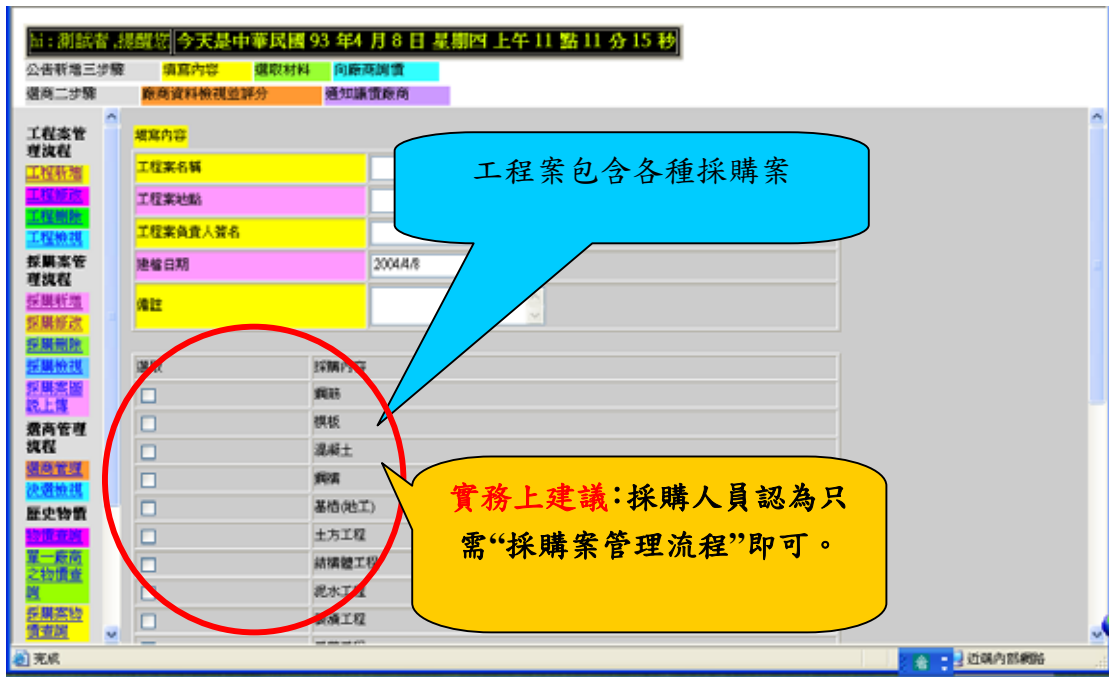 hi : 測試者 ,提醒您 今天是中華民國 93 年4 月 8 日 星期四 上午 11 點 11 分 15 秒
公告新增三步驟 填寫內容 選取材料 向廠商詢價
選商二步驟 廠商資料檢視並評分 通知議價廠商
工程案管
理流程
工程新增
工程修改
工程刪除
工程檢視
採購案管
理流程
採購新增
採購修改
採購刪除
採購檢視
採購案圖
說上傳
選商管理
流程
選商管理
決選檢視
歷史物價
物價查詢
單一廠商
之物價查
詢
採購案物
價查詢
填寫內容
工程案名稱
工程案地點
工程案負責人簽名
建檔日期 2004/4/8
備註
工程案包含各種採購案
選取 採購內容
鋼筋
模板
混凝土
鋼構
基樁(地工)
土方工程
結構體工程
泥水工程
裝潢工程
實務上建議:採購人員認為只
需“採購案管理流程”即可。
完成 近端內部網路